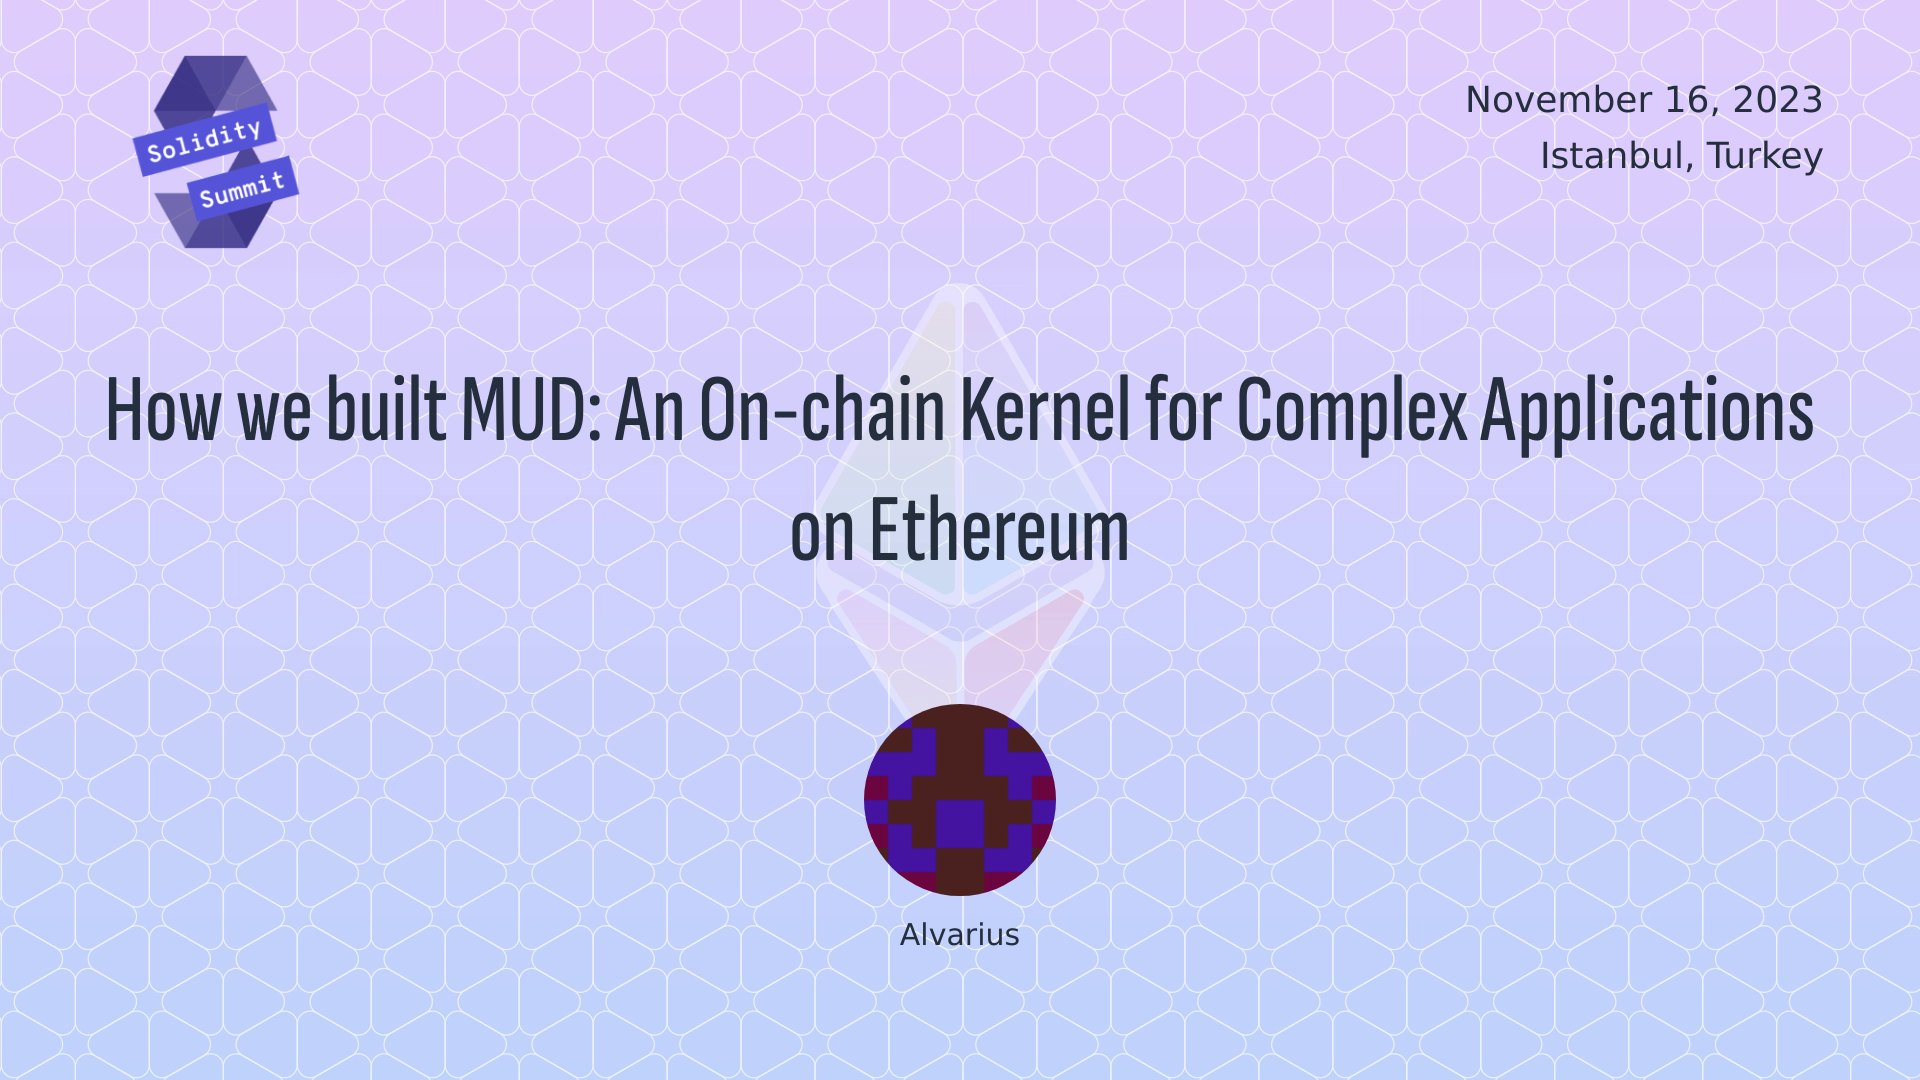 Solidity
Summit
November 16, 2023
Istanbul, Turkey
How we built MUD: An On-chain Kernel for Complex Applications
on Ethereum
Alvarius